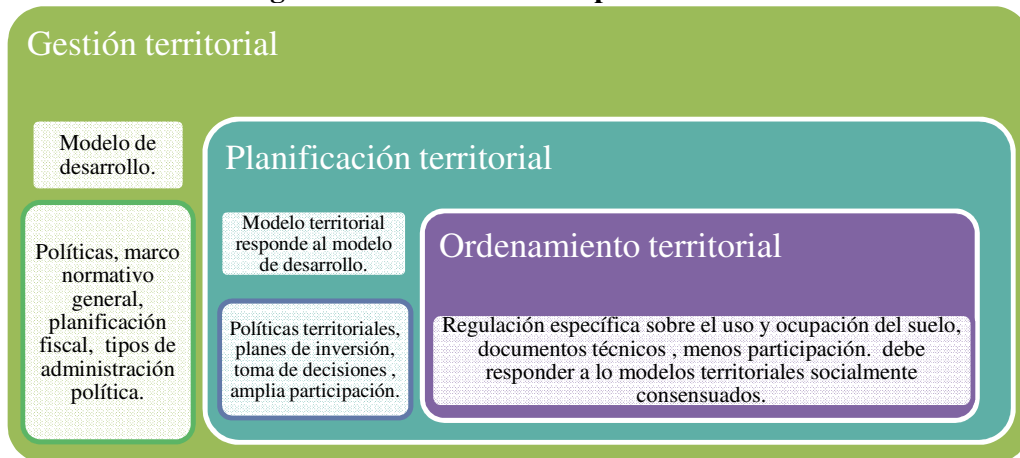 Gestión territorial
Modelo de
desarrollo.
Políticas, marco
normativo
general,
planificación
fiscal, tipos de
administración
política.
Planificación territorial
Modelo territorial
responde al modelo
de desarrollo.
Políticas territoriales,
planes de inversión,
toma de decisiones ,
amplia participación.
Ordenamiento territorial
Regulación específica sobre el uso y ocupación del suelo,
documentos técnicos , menos participación. debe
responder a lo modelos territoriales socialmente
consensuados.